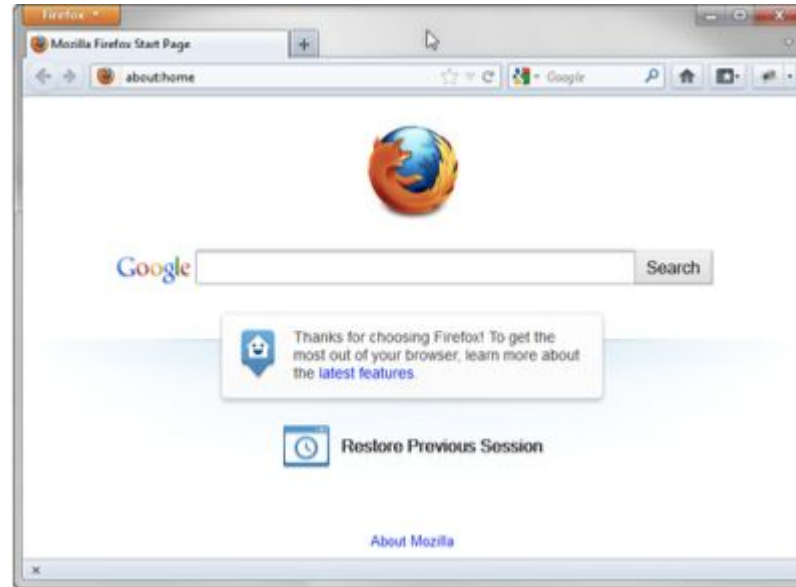 Firefox
Mozilla Firefox Start Page
about:home
Google
Google
Search
Thanks for choosing Firefox! To get the
most out of your browser, learn more about
the latest features.
Restore Previous Session
About Mozilla